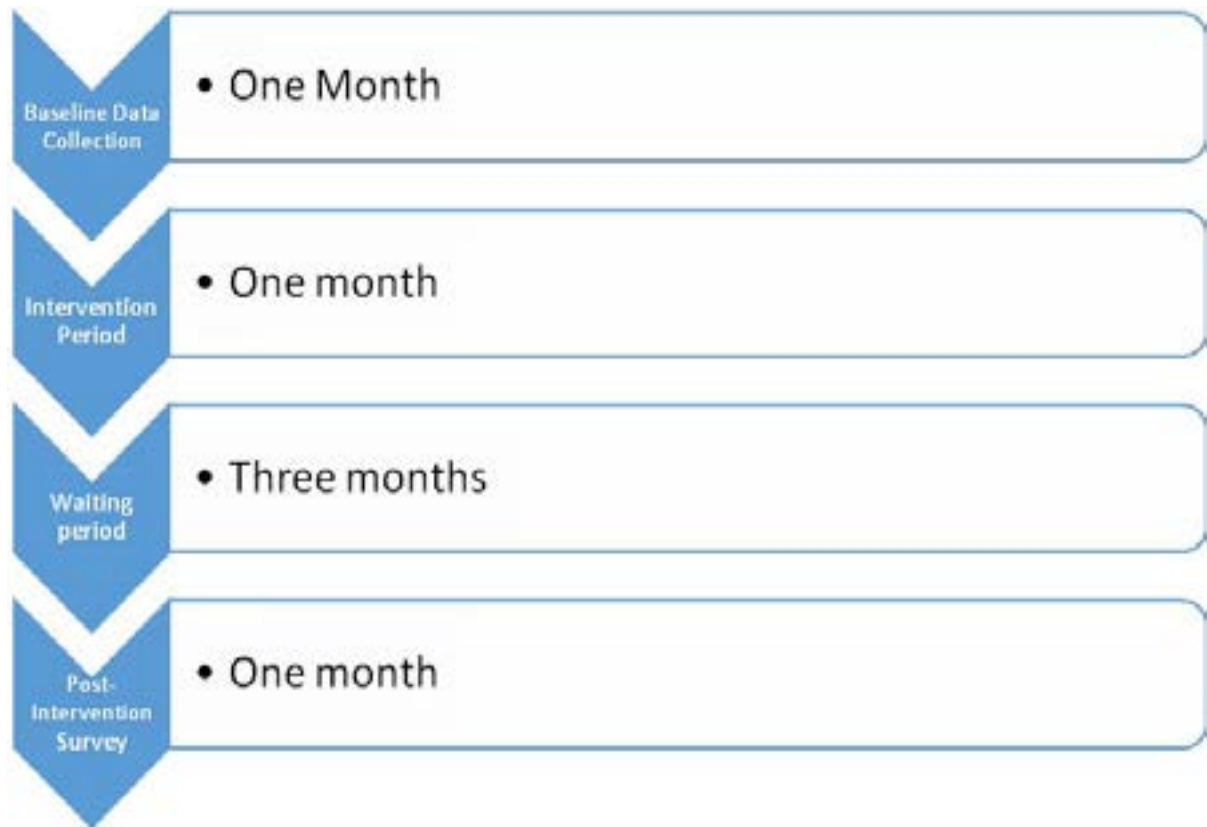 Baseline Data
Collection
• One Month
Intervention
Period
• One month
Waiting
period
• Three months
Post-
Intervention
Survey
• One month